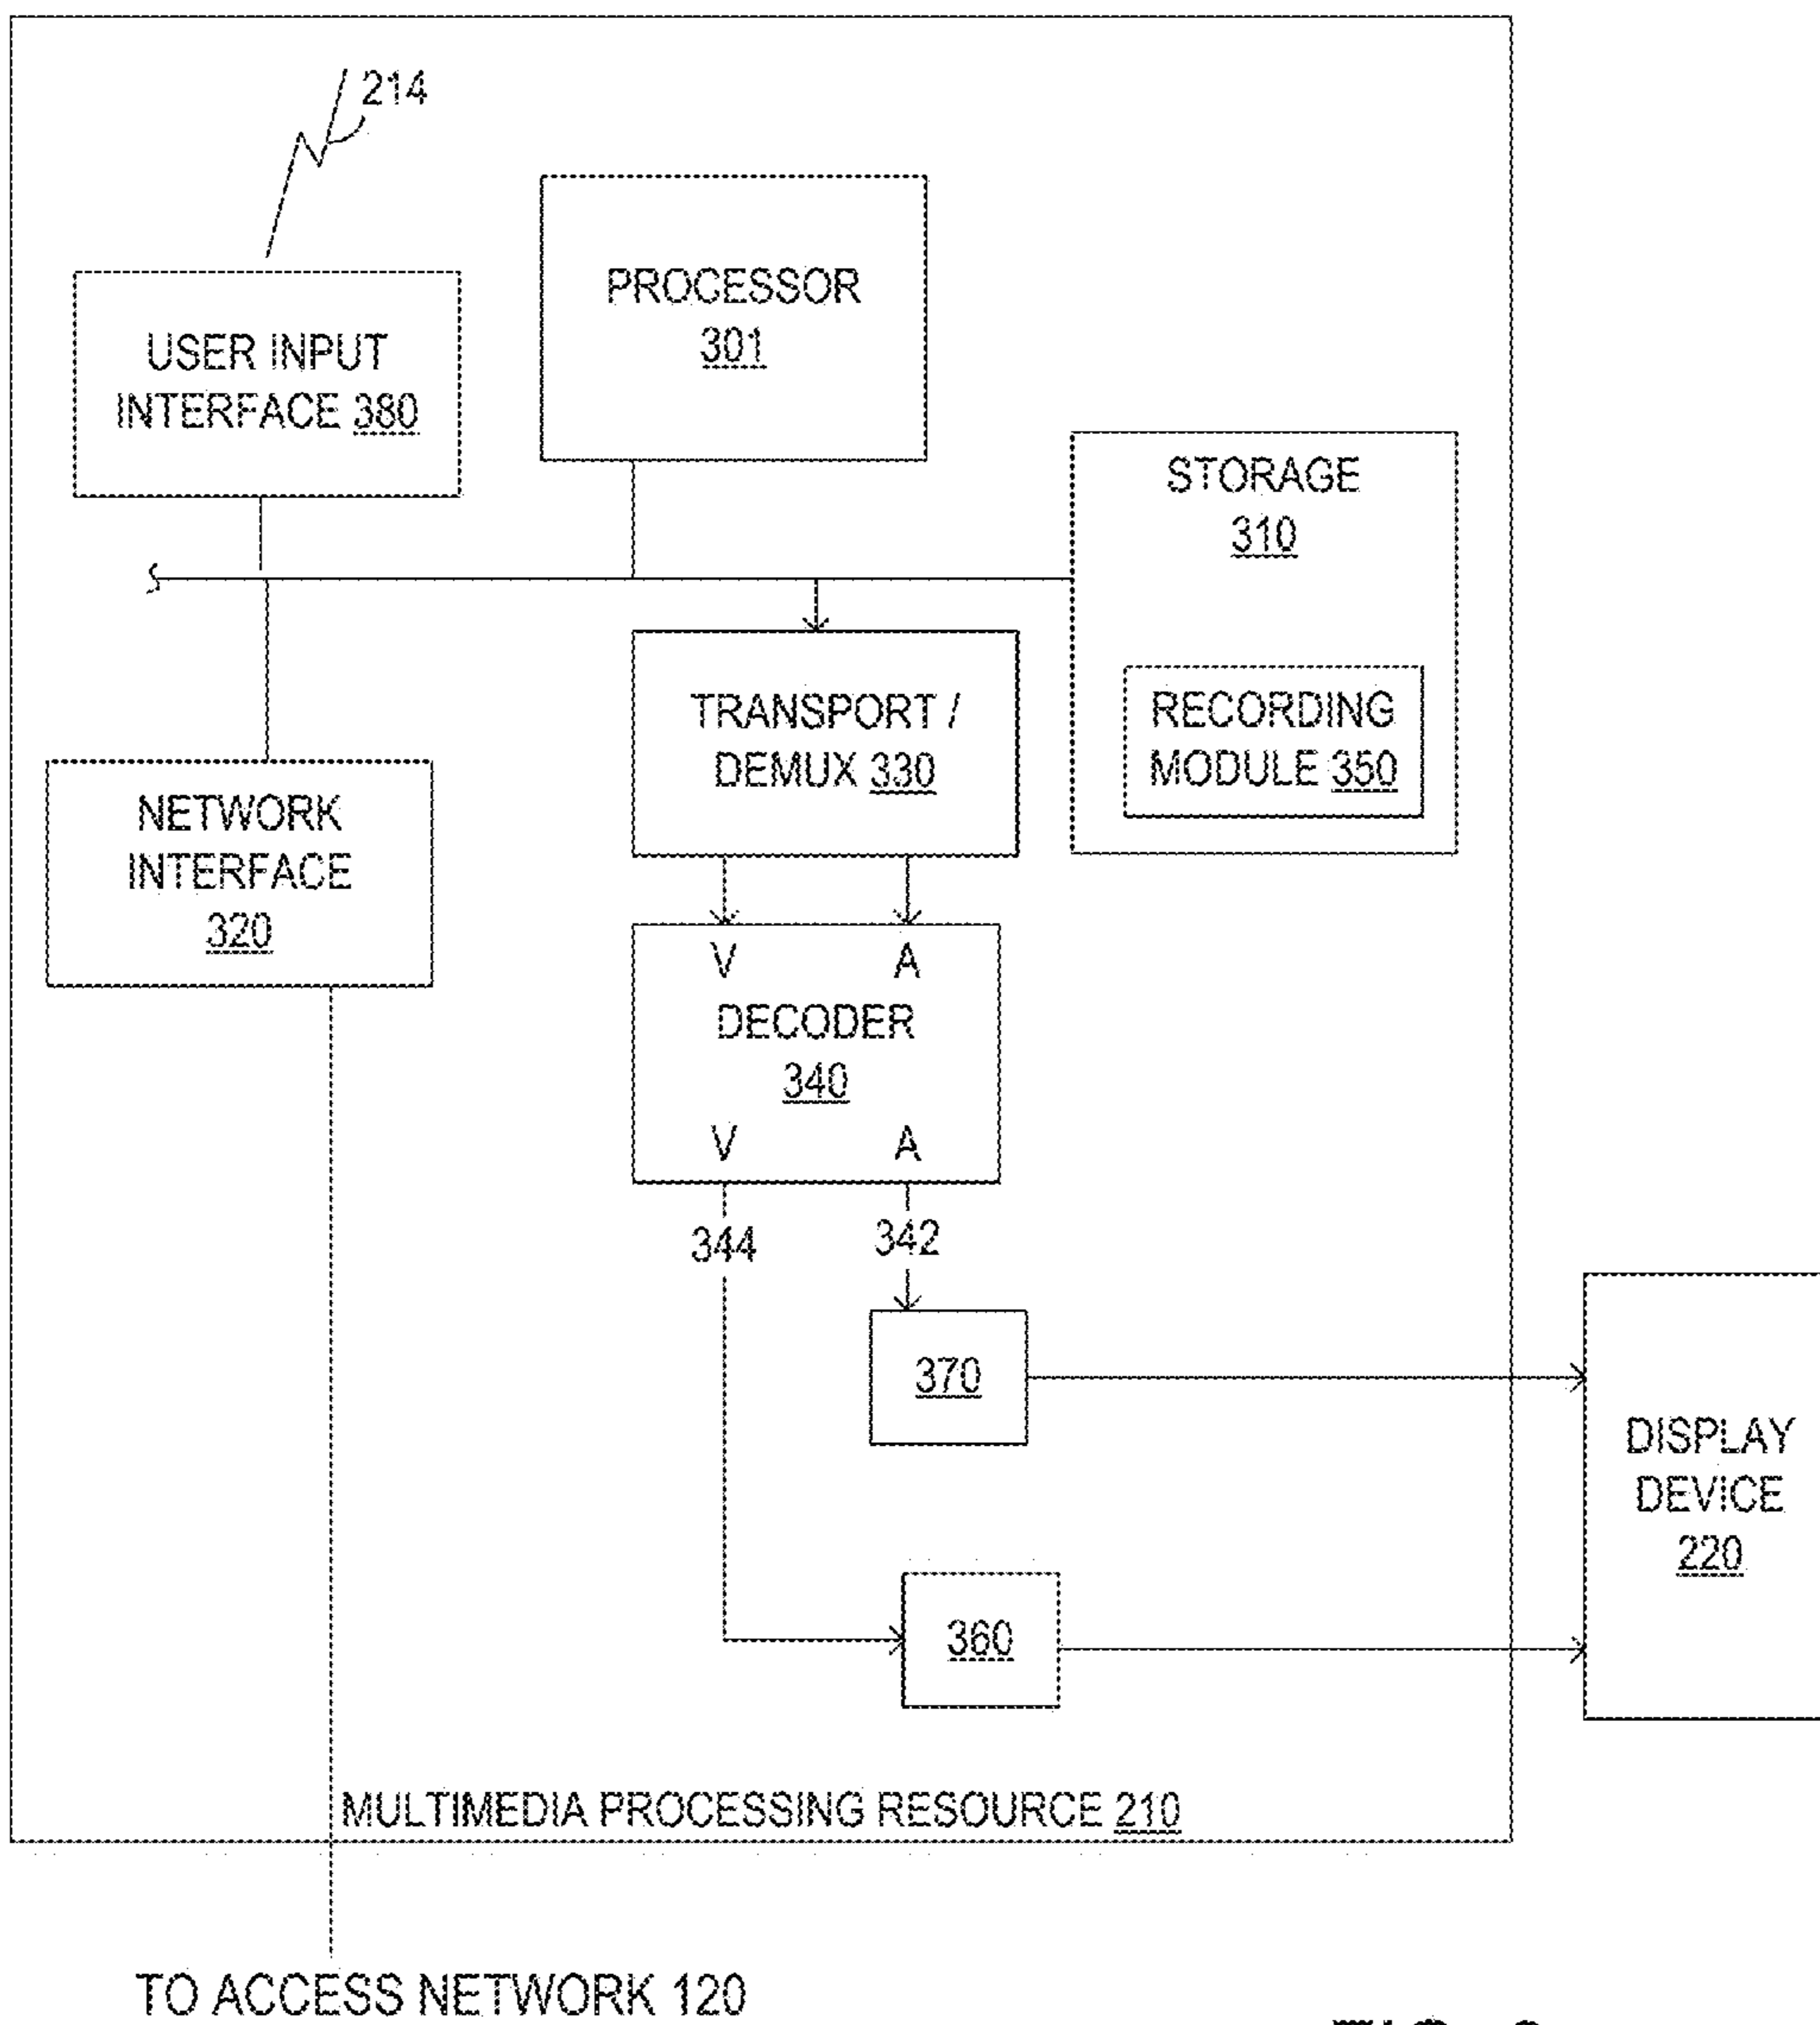 214
PROCESSOR
301
USER INPUT
INTERFACE 380
STORAGE
310
RECORDING
MODULE 350
TRANSPORT /
DEMUX 330
NETWORK
INTERFACE
320
V A
DECODER
340
V A
344 342
370
DISPLAY
DEVICE
220
360
MULTIMEDIA PROCESSING RESOURCE 210
TO ACCESS NETWORK 120